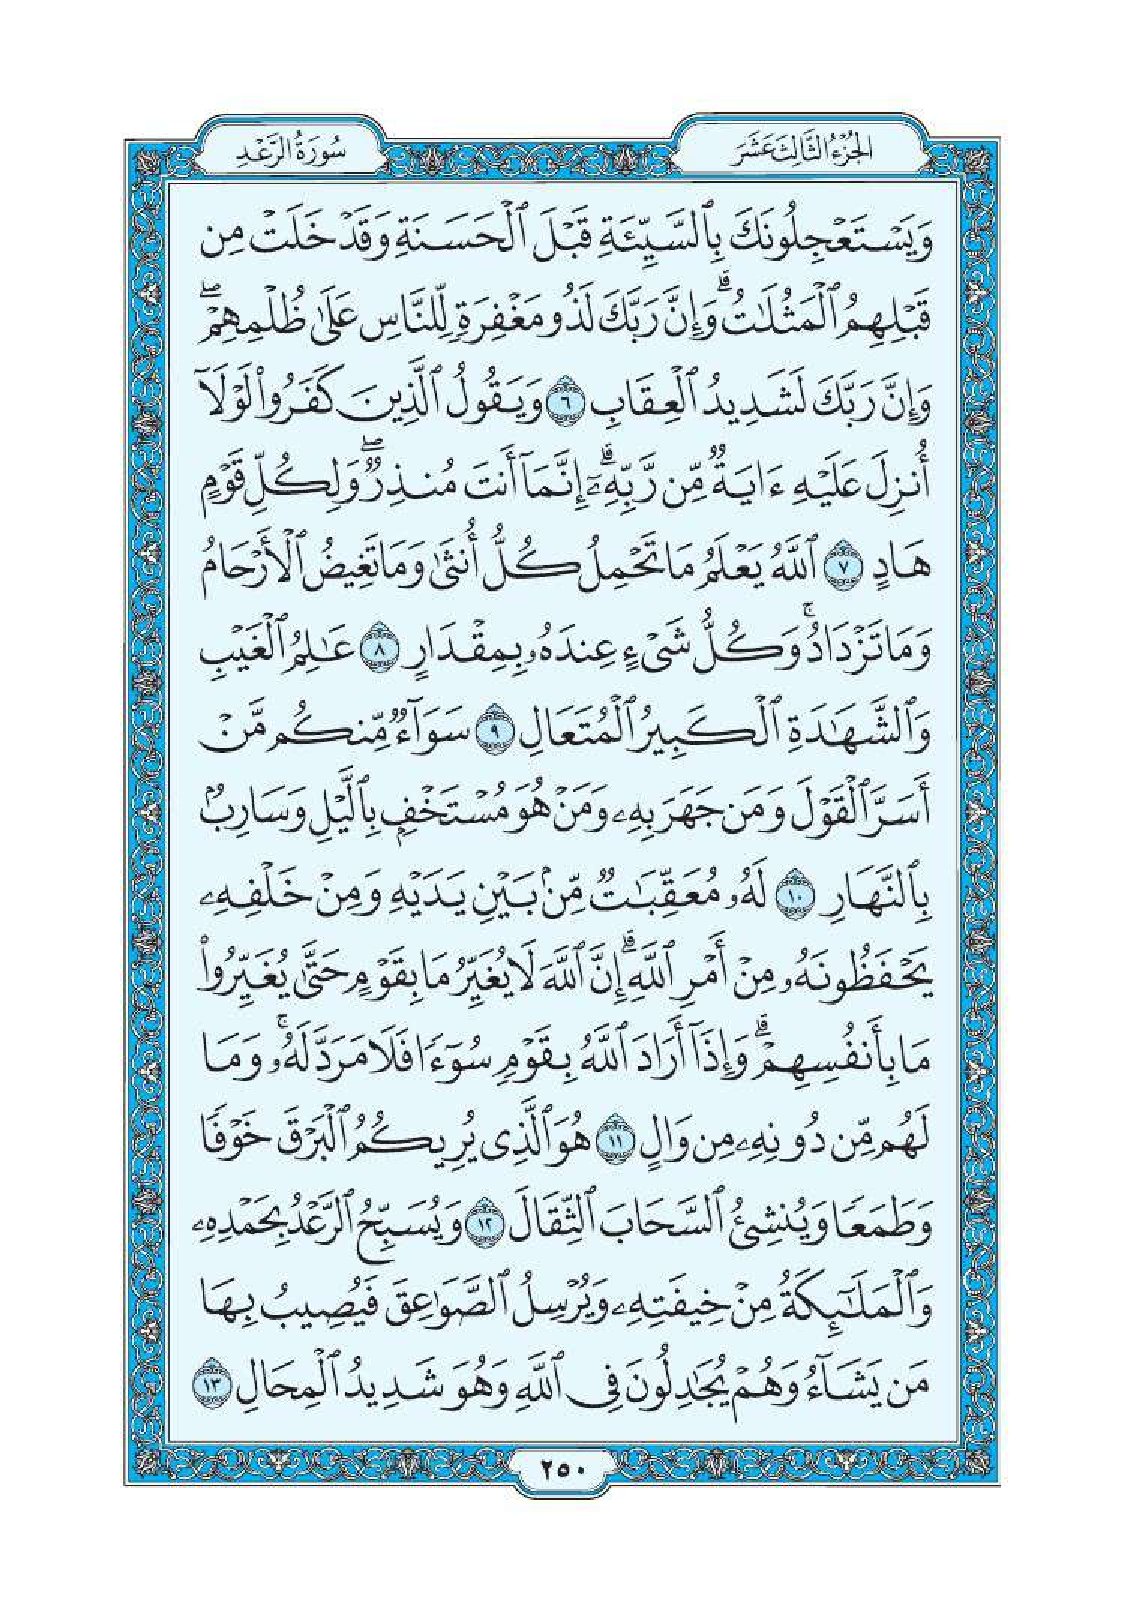 الجُزْءُ الثَّالِثَ عَشَرَ
سُورَةُ الرَّعْدِ
وَيَسْتَعْجِلُونَكَ بِٱلسَّيِّئَةِ قَبْلَ ٱلْحَسَنَةِ وَقَدْ خَلَتْ مِن
قَبْلِهِمُ ٱلْمَثُلَٰتُۗ وَإِنَّ رَبَّكَ لَذُو مَغْفِرَةٍ لِّلنَّاسِ عَلَىٰ ظُلْمِهِمْۖ
وَإِنَّ رَبَّكَ لَشَدِيدُ ٱلْعِقَابِ ٦ وَيَقُولُ ٱلَّذِينَ كَفَرُوا۟ لَوْلَآ
أُنزِلَ عَلَيْهِ ءَايَةٌ مِّن رَّبِّهِۦٓۗ إِنَّمَآ أَنتَ مُنذِرٌۖ وَلِكُلِّ قَوْمٍ
هَادٍ ٧ ٱللَّهُ يَعْلَمُ مَا تَحْمِلُ كُلُّ أُنثَىٰ وَمَا تَغِيضُ ٱلْأَرْحَامُ
وَمَا تَزْدَادُۚ وَكُلُّ شَىْءٍ عِندَهُۥ بِمِقْدَارٍ ٨ عَٰلِمُ ٱلْغَيْبِ
وَٱلشَّهَٰدَةِ ٱلْكَبِيرُ ٱلْمُتَعَالِ ٩ سَوَآءٌ مِّنكُم مَّنْ
أَسَرَّ ٱلْقَوْلَ وَمَن جَهَرَ بِهِۦ وَمَنْ هُوَ مُسْتَخْفٍۭ بِٱلَّيْلِ وَسَارِبٌۢ
بِٱلنَّهَارِ ١٠ لَهُۥ مُعَقِّبَٰتٌ مِّنۢ بَيْنِ يَدَيْهِ وَمِنْ خَلْفِهِۦ
يَحْفَظُونَهُۥ مِنْ أَمْرِ ٱللَّهِۗ إِنَّ ٱللَّهَ لَا يُغَيِّرُ مَا بِقَوْمٍ حَتَّىٰ يُغَيِّرُوا۟
مَا بِأَنفُسِهِمْۗ وَإِذَآ أَرَادَ ٱللَّهُ بِقَوْمٍ سُوٓءًا فَلَا مَرَدَّ لَهُۥۚ وَمَا
لَهُم مِّن دُونِهِۦ مِن وَالٍ ١١ هُوَ ٱلَّذِى يُرِيكُمُ ٱلْبَرْقَ خَوْفًا
وَطَمَعًا وَيُنشِئُ ٱلسَّحَابَ ٱلثِّقَالَ ١٢ وَيُسَبِّحُ ٱلرَّعْدُ بِحَمْدِهِۦ
وَٱلْمَلَٰٓئِكَةُ مِنْ خِيفَتِهِۦ وَيُرْسِلُ ٱلصَّوَٰعِقَ فَيُصِيبُ بِهَا
مَن يَشَآءُ وَهُمْ يُجَٰدِلُونَ فِى ٱللَّهِ وَهُوَ شَدِيدُ ٱلْمِحَالِ ١٣
٢٥٠